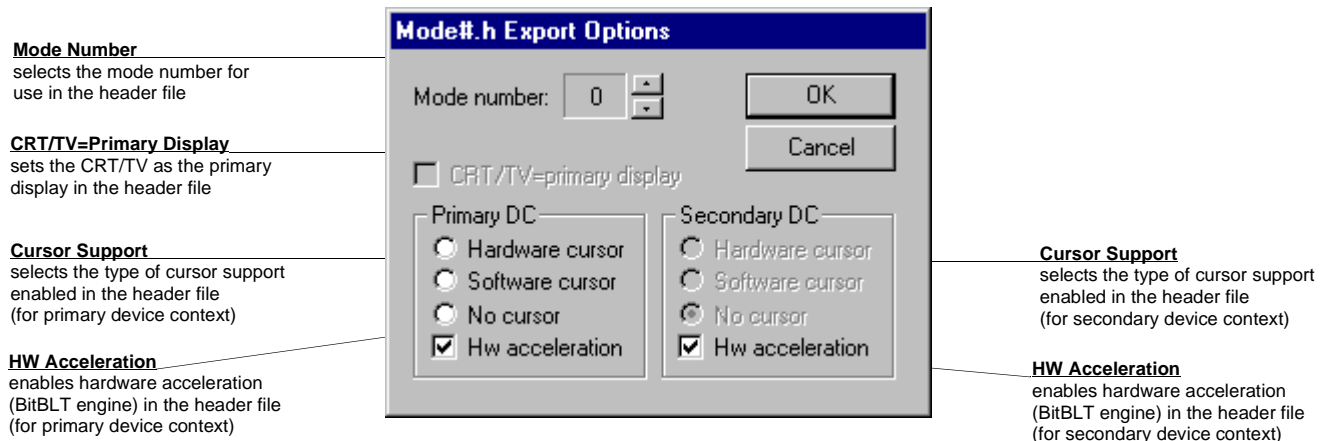 Mode Number
selects the mode number for
use in the header file
CRT/TV=Primary Display
sets the CRT/TV as the primary
display in the header file
Cursor Support
selects the type of cursor support
enabled in the header file
(for primary device context)
HW Acceleration
enables hardware acceleration
(BitBLT engine) in the header file
(for primary device context)
Mode#.h Export Options
Mode number: 0
OK
Cancel
CRT/TV=primary display
Primary DC
Hardware cursor
Software cursor
No cursor
Hw acceleration
Secondary DC
Hardware cursor
Software cursor
No cursor
Hw acceleration
Cursor Support
selects the type of cursor support
enabled in the header file
(for secondary device context)
HW Acceleration
enables hardware acceleration
(BitBLT engine) in the header file
(for secondary device context)